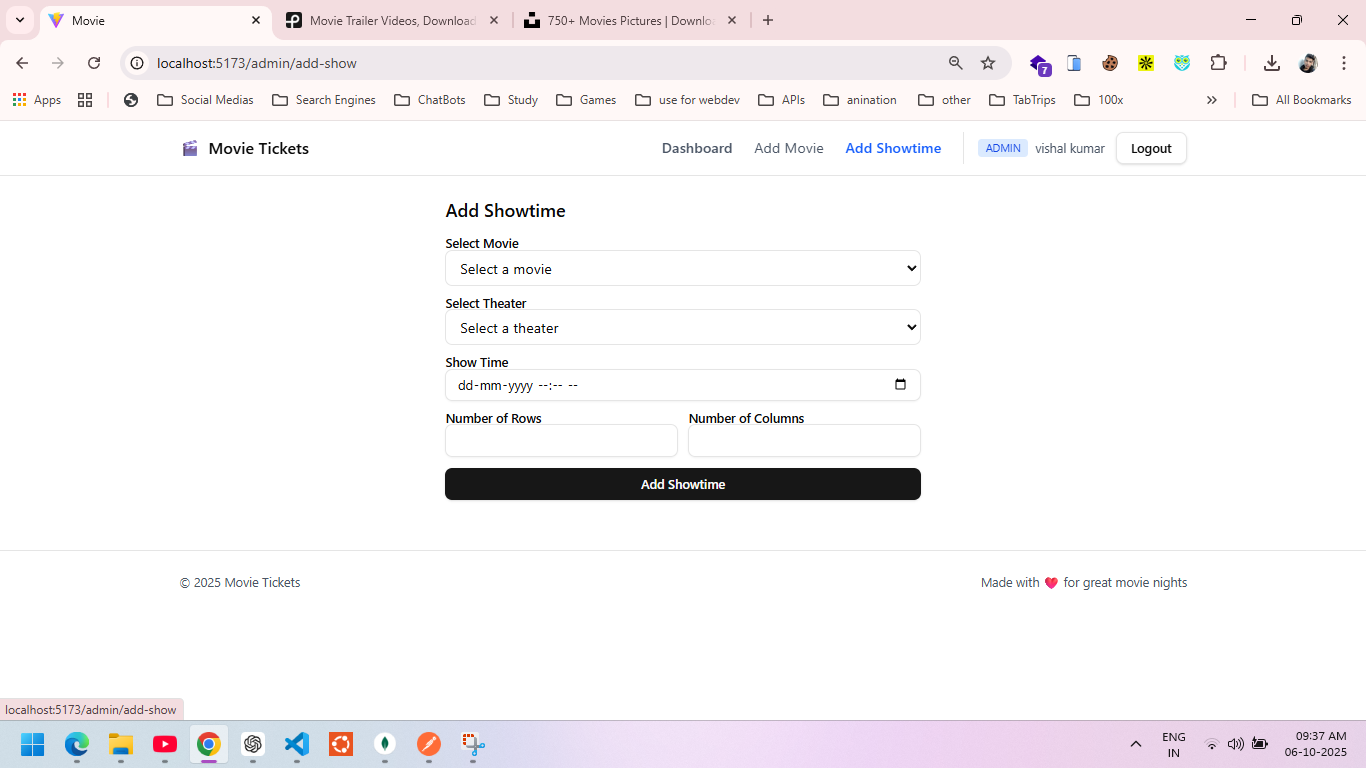 Movie
Movie Trailer Videos, Download
750+ Movies Pictures | Downlo
localhost:5173/admin/add-show
7
Apps
Social Medias
Search Engines
ChatBots
Study
Games
use for webdev
APIs
anination
other
TabTrips
100x
All Bookmarks
Movie Tickets
Dashboard
Add Movie
Add Showtime
ADMIN
vishal kumar
Logout
Add Showtime
Select Movie
Select a movie
Select Theater
Select a theater
Show Time
dd-mm-yyyy --:-- --
Number of Rows
Number of Columns
Add Showtime
© 2025 Movie Tickets
Made with ❤ for great movie nights
localhost:5173/admin/add-show
ENG
IN
09:37 AM
06-10-2025